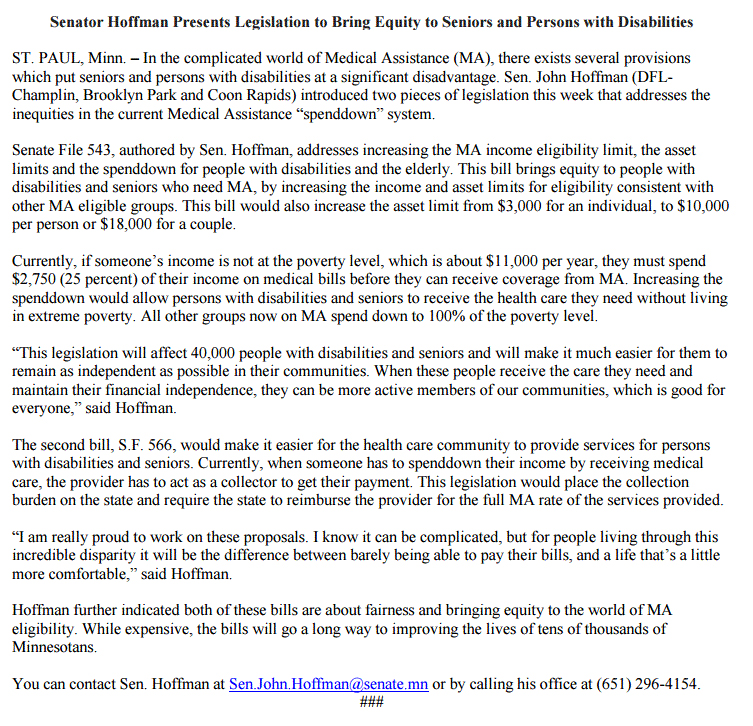 Senator Hoffman Presents Legislation to Bring Equity to Seniors and Persons with Disabilities
ST. PAUL, Minn. – In the complicated world of Medical Assistance (MA), there exists several provisions
which put seniors and persons with disabilities at a significant disadvantage. Sen. John Hoffman (DFL-
Champlin, Brooklyn Park and Coon Rapids) introduced two pieces of legislation this week that addresses the
inequities in the current Medical Assistance “spenddown” system.
Senate File 543, authored by Sen. Hoffman, addresses increasing the MA income eligibility limit, the asset
limits and the spenddown for people with disabilities and the elderly. This bill brings equity to people with
disabilities and seniors who need MA, by increasing the income and asset limits for eligibility consistent with
other MA eligible groups. This bill would also increase the asset limit from $3,000 for an individual, to $10,000
per person or $18,000 for a couple.
Currently, if someone’s income is not at the poverty level, which is about $11,000 per year, they must spend
$2,750 (25 percent) of their income on medical bills before they can receive coverage from MA. Increasing the
spenddown would allow persons with disabilities and seniors to receive the health care they need without living
in extreme poverty. All other groups now on MA spend down to 100% of the poverty level.
“This legislation will affect 40,000 people with disabilities and seniors and will make it much easier for them to
remain as independent as possible in their communities. When these people receive the care they need and
maintain their financial independence, they can be more active members of our communities, which is good for
everyone,” said Hoffman.
The second bill, S.F. 566, would make it easier for the health care community to provide services for persons
with disabilities and seniors. Currently, when someone has to spenddown their income by receiving medical
care, the provider has to act as a collector to get their payment. This legislation would place the collection
burden on the state and require the state to reimburse the provider for the full MA rate of the services provided.
“I am really proud to work on these proposals. I know it can be complicated, but for people living through this
incredible disparity it will be the difference between barely being able to pay their bills, and a life that’s a little
more comfortable,” said Hoffman.
Hoffman further indicated both of these bills are about fairness and bringing equity to the world of MA
eligibility. While expensive, the bills will go a long way to improving the lives of tens of thousands of
Minnesotans.
You can contact Sen. Hoffman at Sen.John.Hoffman@senate.mn or by calling his office at (651) 296-4154.
###